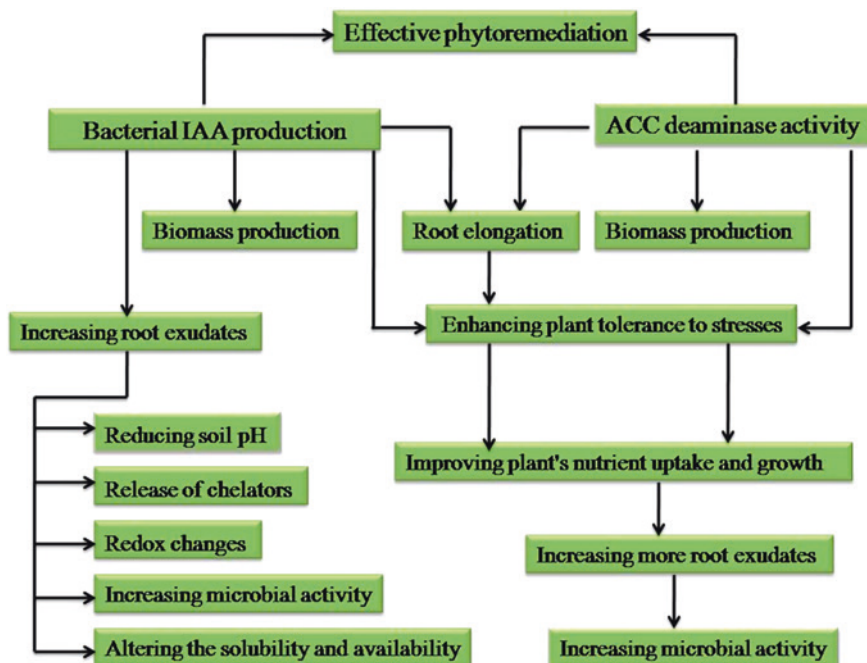 Effective phytoremediation
Bacterial IAA production
ACC deaminase activity
Biomass production
Root elongation
Biomass production
Increasing root exudates
Enhancing plant tolerance to stresses
Reducing soil pH
Improving plant's nutrient uptake and growth
Release of chelators
Redox changes
Increasing more root exudates
Increasing microbial activity
Altering the solubility and availability
Increasing microbial activity